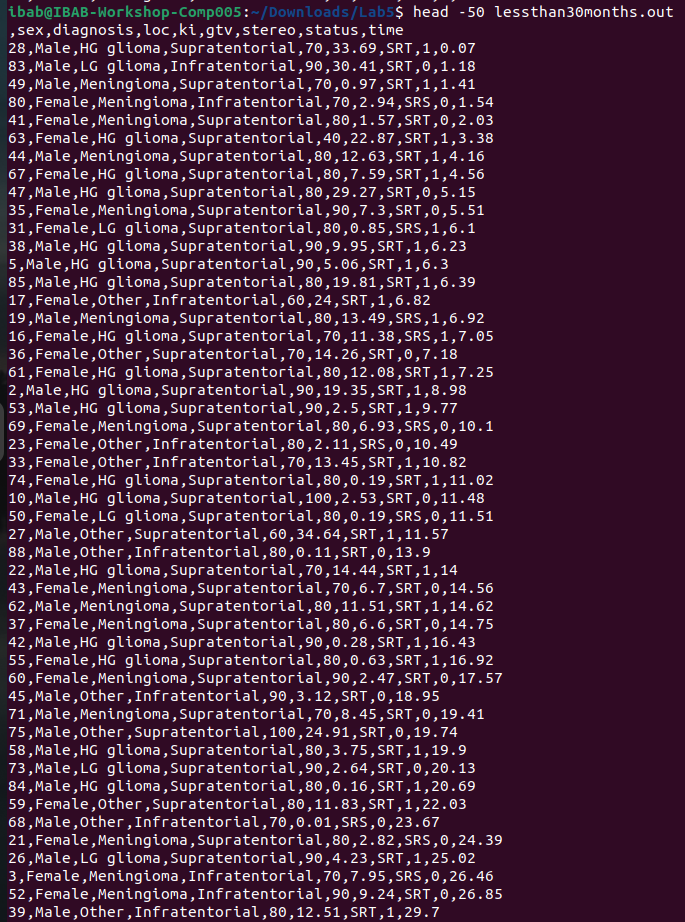 ibab@IBAB-Workshop-Comp005:~/Downloads/Lab5$ head -50 lessthan30months.out
,sex,diagnosis,loc,ki,gtv,stereo,status,time
28,Male,HG glioma,Supratentorial,70,33.69,SRT,1,0.07
83,Male,LG glioma,Infratentorial,90,30.41,SRT,0,1.18
49,Male,Meningioma,Supratentorial,70,0.97,SRT,1,1.41
80,Female,Meningioma,Infratentorial,70,2.94,SRS,0,1.54
41,Female,Meningioma,Supratentorial,80,1.57,SRT,0,2.03
63,Female,HG glioma,Supratentorial,40,22.87,SRT,1,3.38
44,Male,Meningioma,Supratentorial,80,12.63,SRT,1,4.16
67,Female,HG glioma,Supratentorial,80,7.59,SRT,1,4.56
47,Male,HG glioma,Supratentorial,80,29.27,SRT,0,5.15
35,Female,Meningioma,Supratentorial,90,7.3,SRT,0,5.51
31,Female,LG glioma,Supratentorial,80,0.85,SRS,1,6.1
38,Male,HG glioma,Supratentorial,90,9.95,SRT,1,6.23
5,Male,HG glioma,Supratentorial,90,5.06,SRT,1,6.3
85,Male,HG glioma,Supratentorial,80,19.81,SRT,1,6.39
17,Female,Other,Infratentorial,60,24,SRT,1,6.82
19,Male,Meningioma,Supratentorial,80,13.49,SRS,1,6.92
16,Female,HG glioma,Supratentorial,70,11.38,SRS,1,7.05
36,Female,Other,Supratentorial,70,14.26,SRT,0,7.18
61,Female,HG glioma,Supratentorial,80,12.08,SRT,1,7.25
2,Male,HG glioma,Supratentorial,90,19.35,SRT,1,8.98
53,Male,HG glioma,Supratentorial,90,2.5,SRT,1,9.77
69,Female,Meningioma,Supratentorial,80,6.93,SRS,0,10.1
23,Female,Other,Infratentorial,80,2.11,SRS,0,10.49
33,Female,Other,Infratentorial,70,13.45,SRT,1,10.82
74,Female,HG glioma,Supratentorial,80,0.19,SRT,1,11.02
10,Male,HG glioma,Supratentorial,100,2.53,SRT,0,11.48
50,Female,LG glioma,Supratentorial,80,0.19,SRS,0,11.51
27,Male,Other,Supratentorial,60,34.64,SRT,1,11.57
88,Male,Other,Infratentorial,80,0.11,SRT,0,13.9
22,Male,HG glioma,Supratentorial,70,14.44,SRT,1,14
43,Female,Meningioma,Supratentorial,70,6.7,SRT,0,14.56
62,Male,Meningioma,Supratentorial,80,11.51,SRT,1,14.62
37,Female,Meningioma,Supratentorial,80,6.6,SRT,0,14.75
42,Male,HG glioma,Supratentorial,90,0.28,SRT,1,16.43
55,Female,HG glioma,Supratentorial,80,0.63,SRT,1,16.92
60,Female,Meningioma,Supratentorial,90,2.47,SRT,0,17.57
45,Male,Other,Infratentorial,90,3.12,SRT,0,18.95
71,Male,Meningioma,Supratentorial,70,8.45,SRT,0,19.41
75,Male,Other,Supratentorial,100,24.91,SRT,0,19.74
58,Male,HG glioma,Supratentorial,80,3.75,SRT,1,19.9
73,Male,LG glioma,Supratentorial,90,2.64,SRT,0,20.13
84,Male,HG glioma,Supratentorial,80,0.16,SRT,1,20.69
59,Female,Other,Supratentorial,80,11.83,SRT,1,22.03
68,Male,Other,Infratentorial,70,0.01,SRS,0,23.67
21,Female,Meningioma,Supratentorial,80,2.82,SRS,0,24.39
26,Male,LG glioma,Supratentorial,90,4.23,SRT,1,25.02
3,Female,Meningioma,Infratentorial,70,7.95,SRS,0,26.46
52,Female,Meningioma,Infratentorial,90,9.24,SRT,0,26.85
39,Male,Other,Infratentorial,80,12.51,SRT,1,29.7